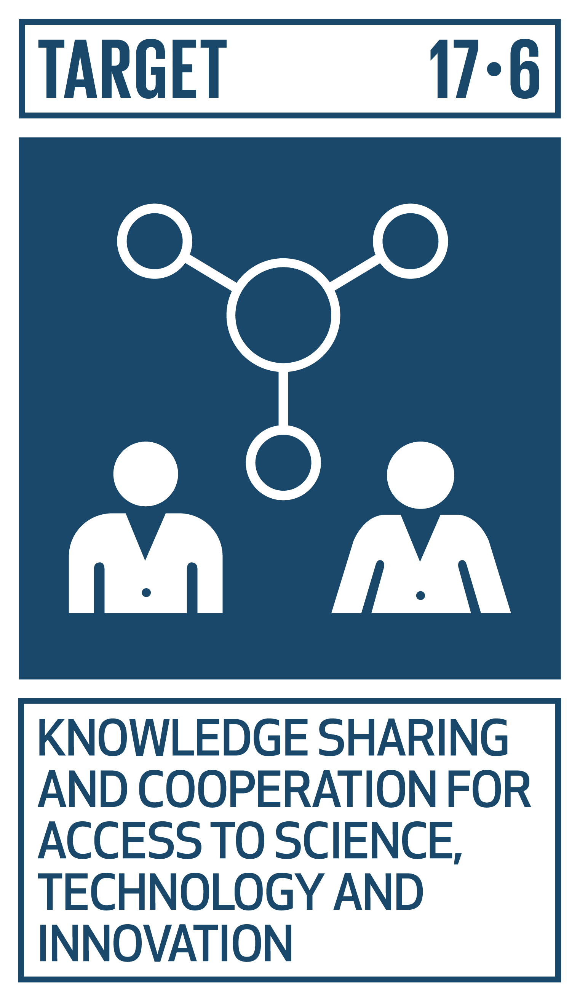 TARGET 17•6
KNOWLEDGE SHARING
AND COOPERATION FOR
ACCESS TO SCIENCE,
TECHNOLOGY AND
INNOVATION